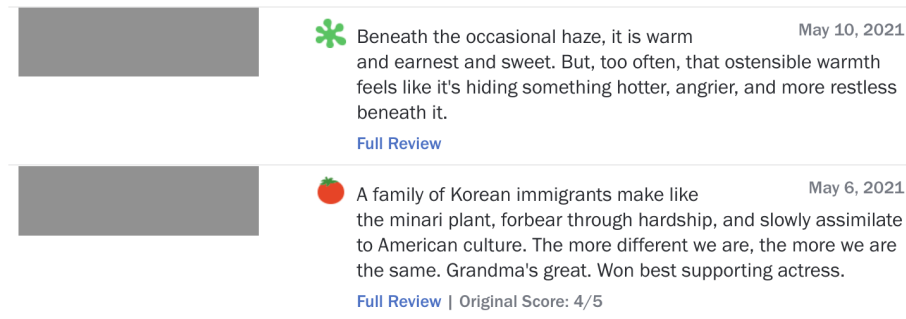 May 10, 2021
Beneath the occasional haze, it is warm
and earnest and sweet. But, too often, that ostensible warmth
feels like it's hiding something hotter, angrier, and more restless
beneath it.
Full Review
May 6, 2021
A family of Korean immigrants make like
the minari plant, forbear through hardship, and slowly assimilate
to American culture. The more different we are, the more we are
the same. Grandma's great. Won best supporting actress.
Full Review | Original Score: 4/5